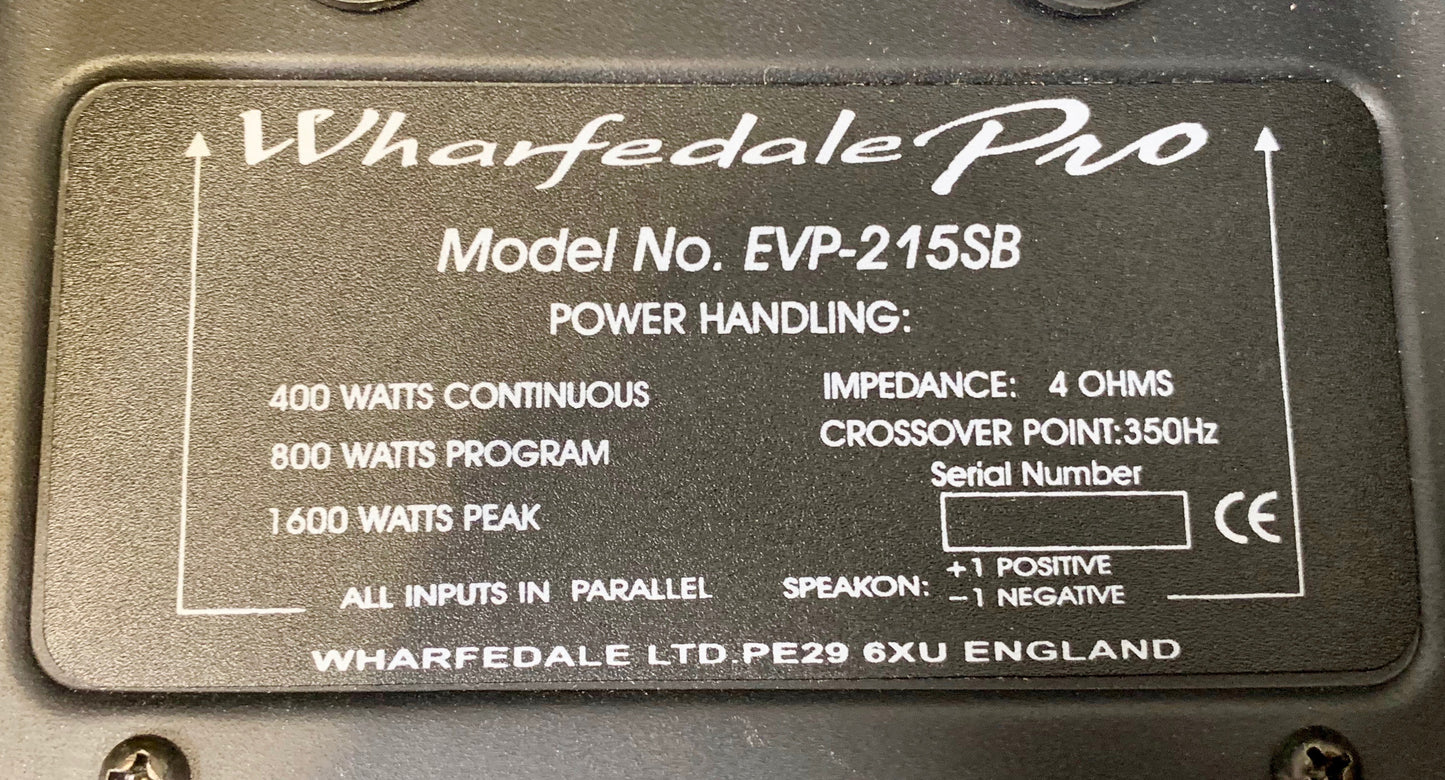 Wharfedale Pro
Model No. EVP-215SB
POWER HANDLING:
400 WATTS CONTINUOUS
800 WATTS PROGRAM
1600 WATTS PEAK
IMPEDANCE: 4 OHMS
CROSSOVER POINT:350Hz
Serial Number
CE
ALL INPUTS IN PARALLEL
SPEAKON: +1 POSITIVE
-1 NEGATIVE
WHARFEDALE LTD.PE29 6XU ENGLAND